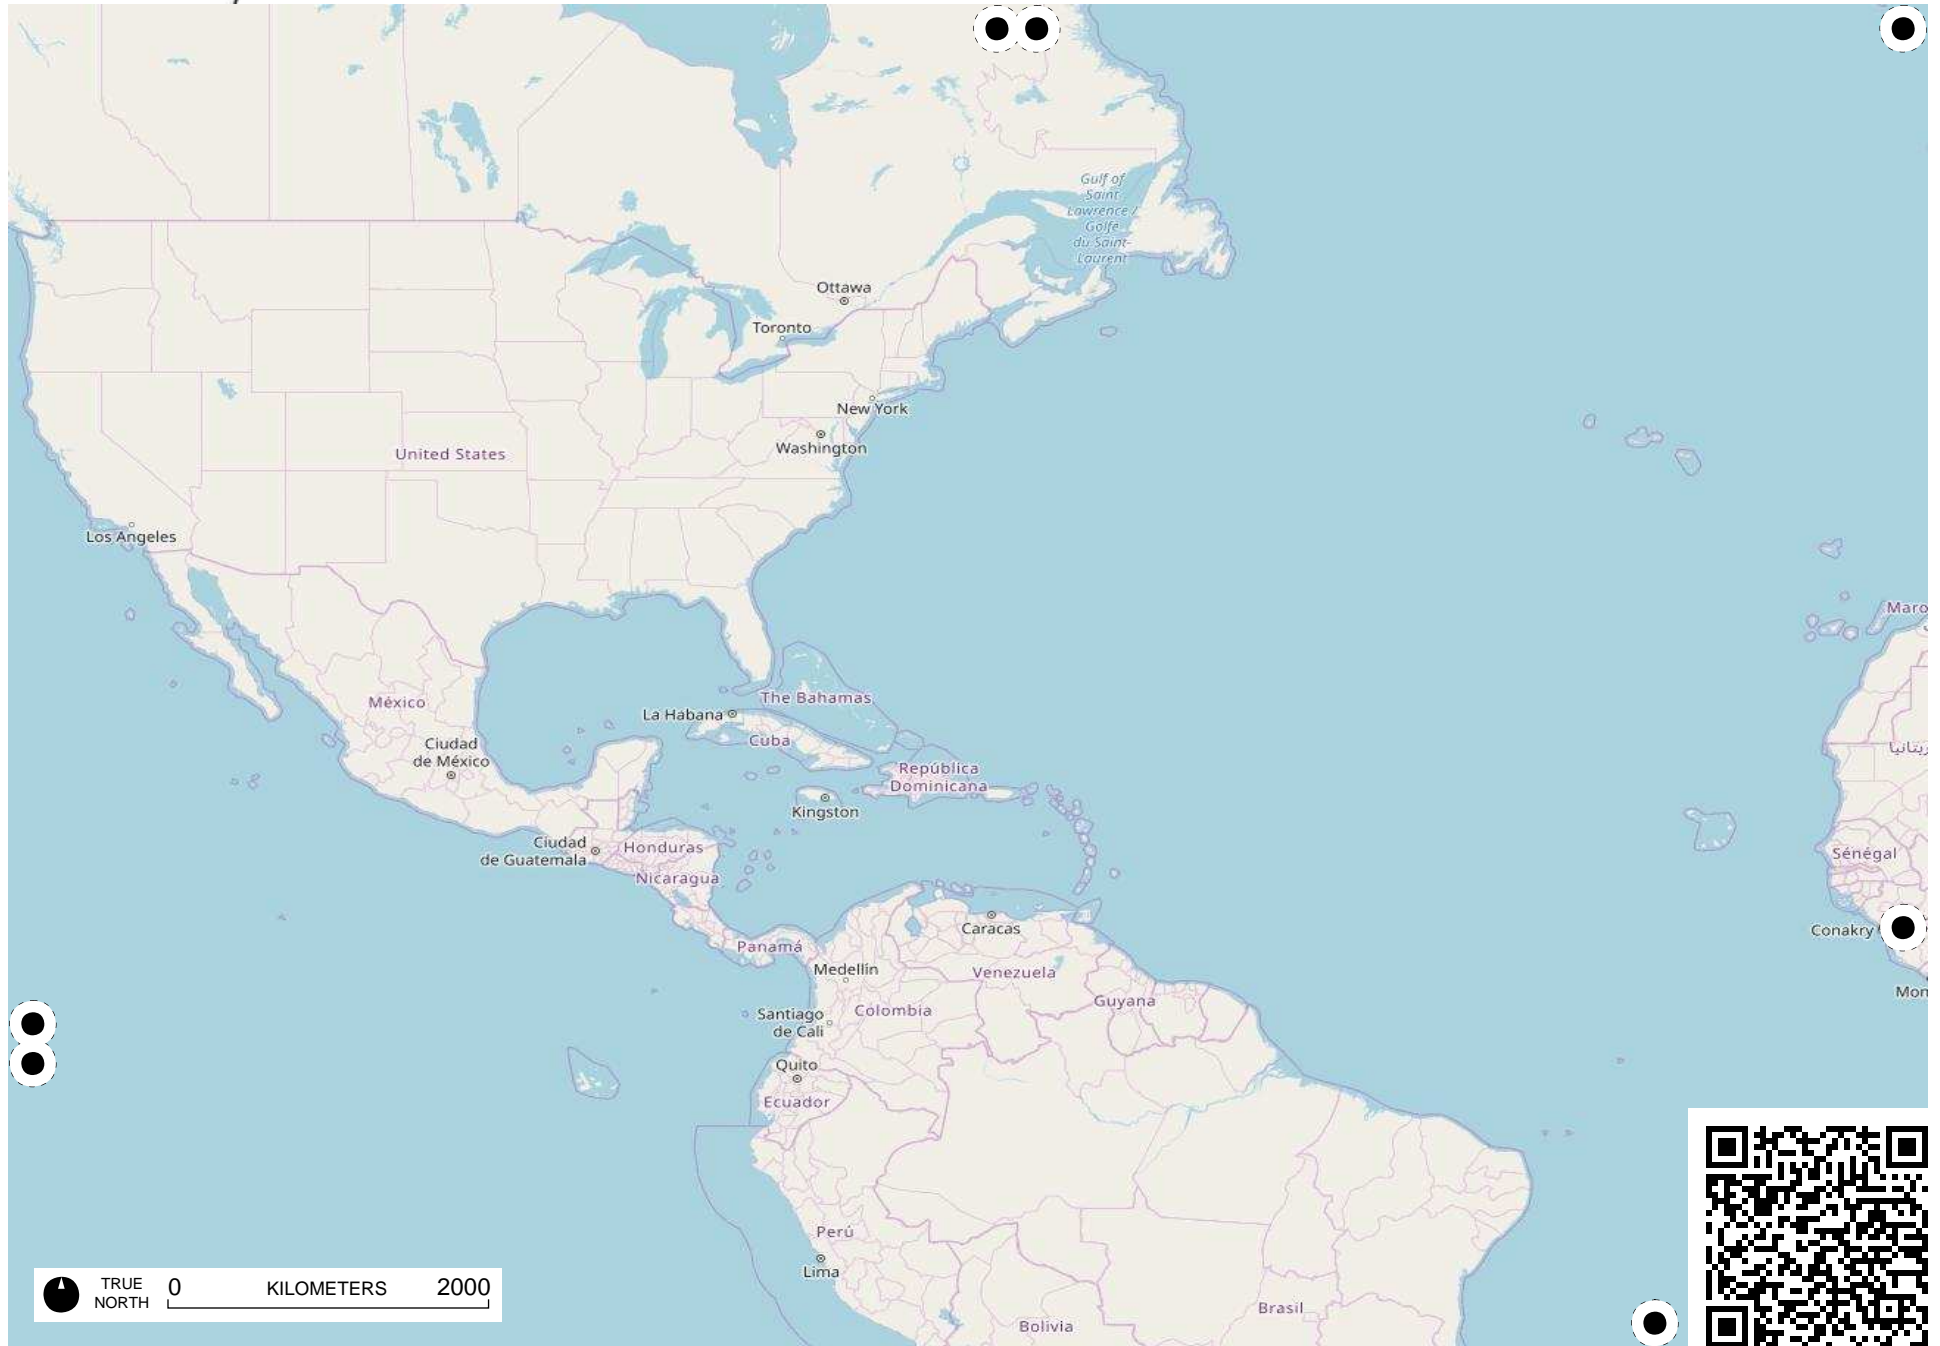 Gulf of
Saint
Lawrence /
Golfe
du Saint-
Laurent
Ottawa
Toronto
New York
Washington
United States
Los Angeles
Maro
The Bahamas
México
La Habana
Cuba
Ciudad
de México
República
Dominicana
Kingston
Ciudad
de Guatemala
Honduras
Nicaragua
Sénégal
Caracas
Conakry
Panamá
Medellín
Venezuela
Mon
Guyana
Colombia
Santiago
de Cali
Quito
Ecuador
Perú
Lima
Brasil
Bolivia
TRUE
NORTH
0 KILOMETERS 2000